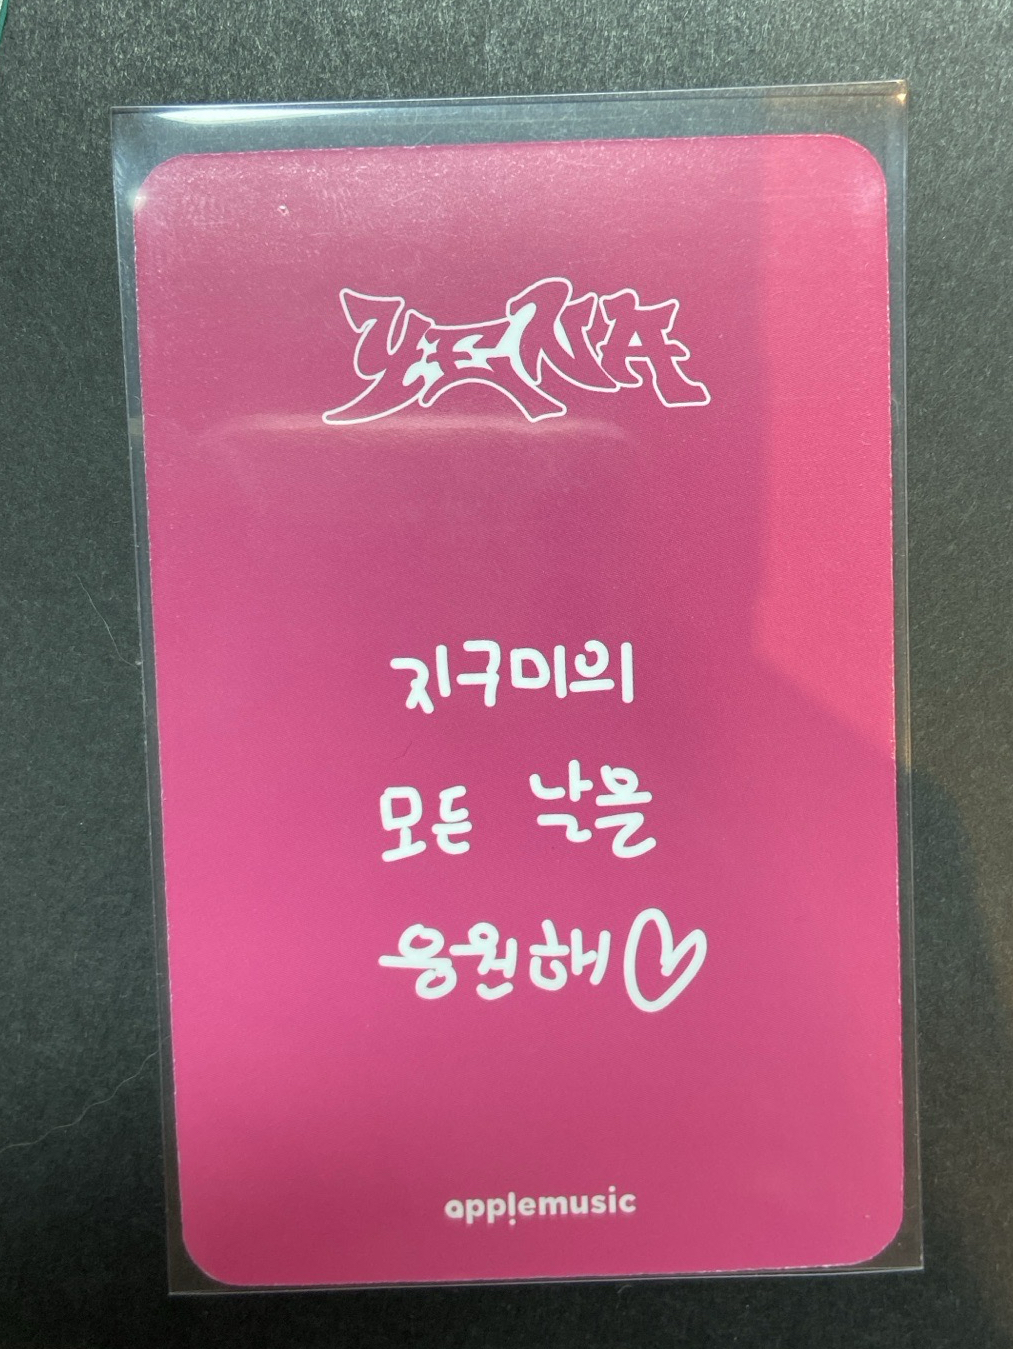 YENA
지구미의
모든 날을
응원해♡
applemusic